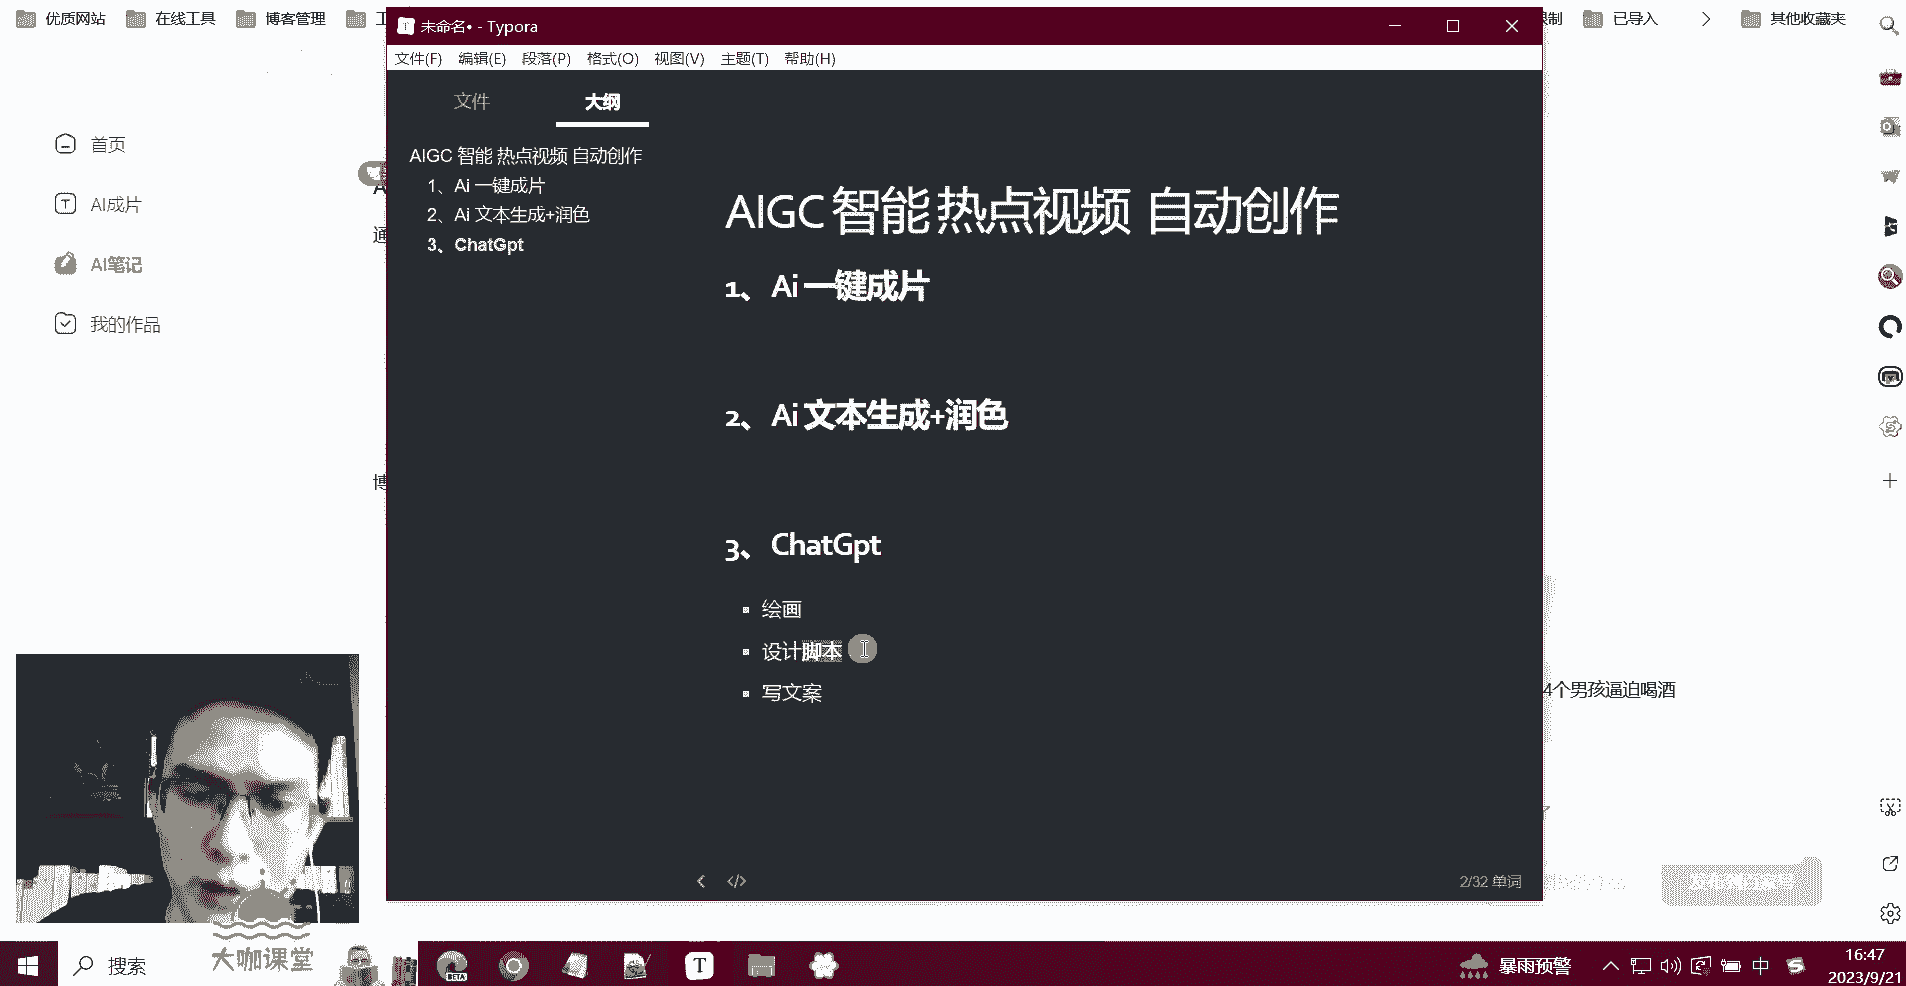 优质网站
在线工具
博客管理
工
限制
已导入
其他收藏夹
未命名• - Typora
文件(F) 编辑(E) 段落(P) 格式(O) 视图(V) 主题(T) 帮助(H)
文件
大纲
AIGC 智能 热点视频 自动创作
1、Ai 一键成片
2、Ai 文本生成+润色
3、ChatGpt
首页
AI成片
AI笔记
我的作品
A
通
博
AIGC 智能 热点视频 自动创作
1、 Ai 一键成片
2、 Ai 文本生成+润色
3、 ChatGpt
绘画
设计脚本
写文案
4个男孩逼迫喝酒
2/32 单词
大咖课堂
搜索
BETA
T
暴雨预警
中
16:47
2023/9/21